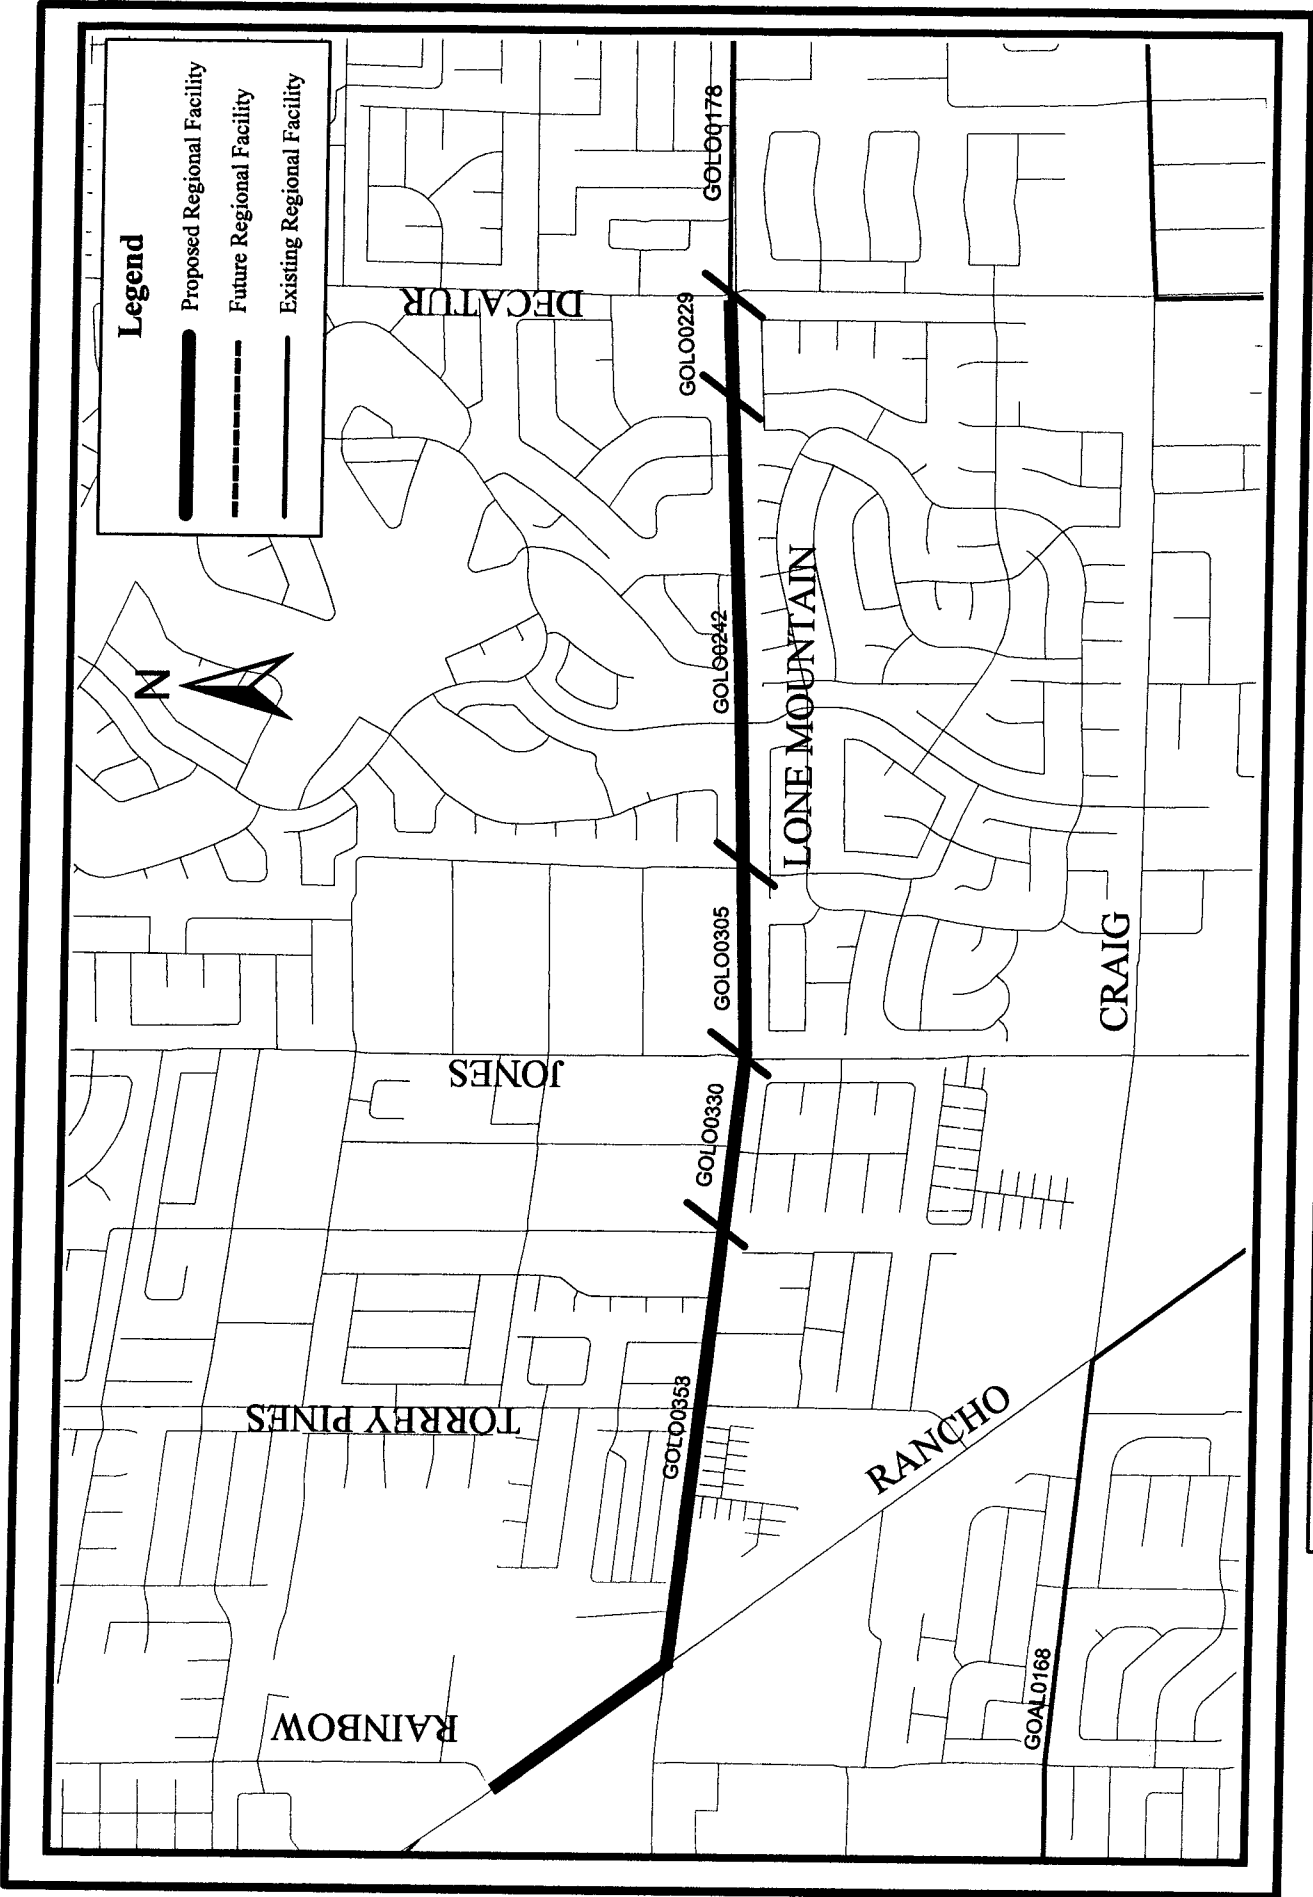 Legend
Proposed Regional Facility
Future Regional Facility
Existing Regional Facility
N
DECATUR
JONES
TORREY PINES
RAINBOW
GOLO0178
GOLO0229
GOLO0242
GOLO0305
GOLO0330
GOLO0353
LONE MOUNTAIN
CRAIG
RANCHO
GOAL0168